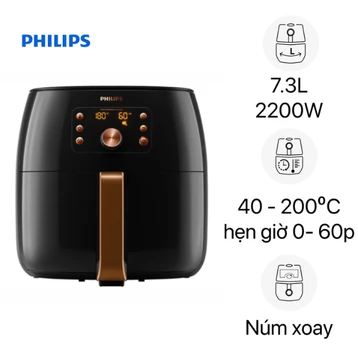 PHILIPS
7.3L
2200W
PHILIPS
180° 60
40 - 200°C
hẹn giờ 0- 60p
Núm xoay